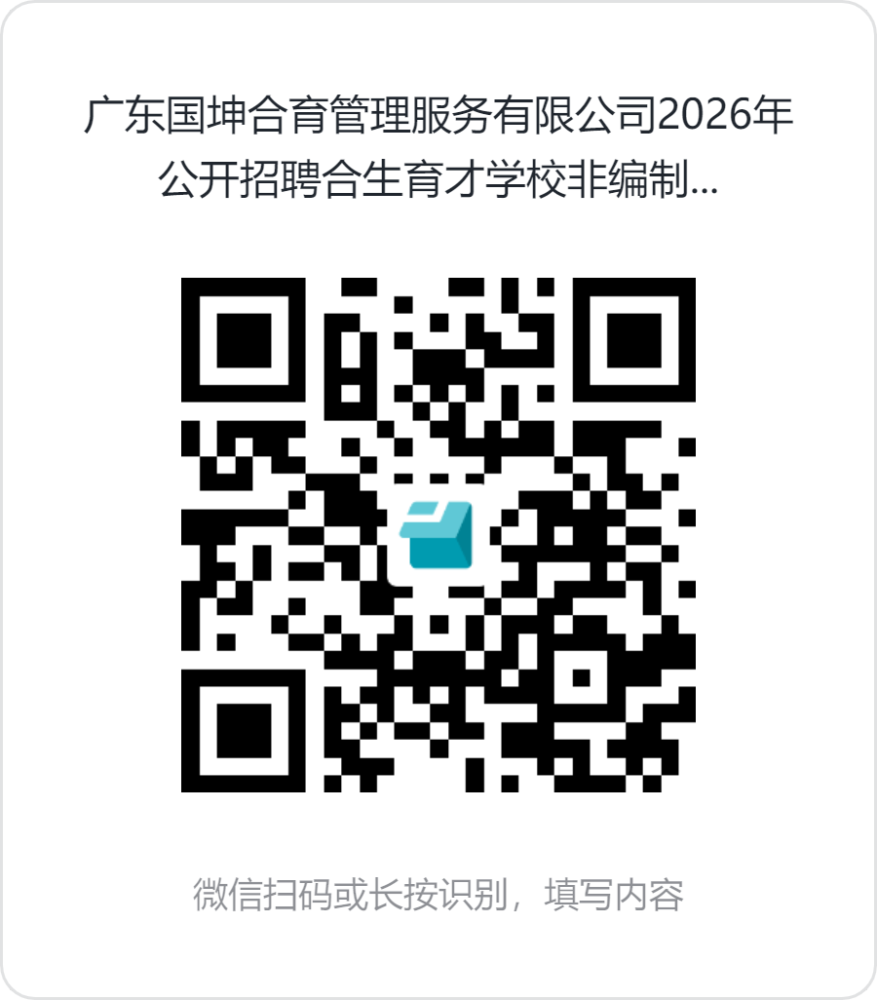 广东国坤合育管理服务有限公司2026年
公开招聘合生育才学校非编制...
微信扫码或长按识别，填写内容